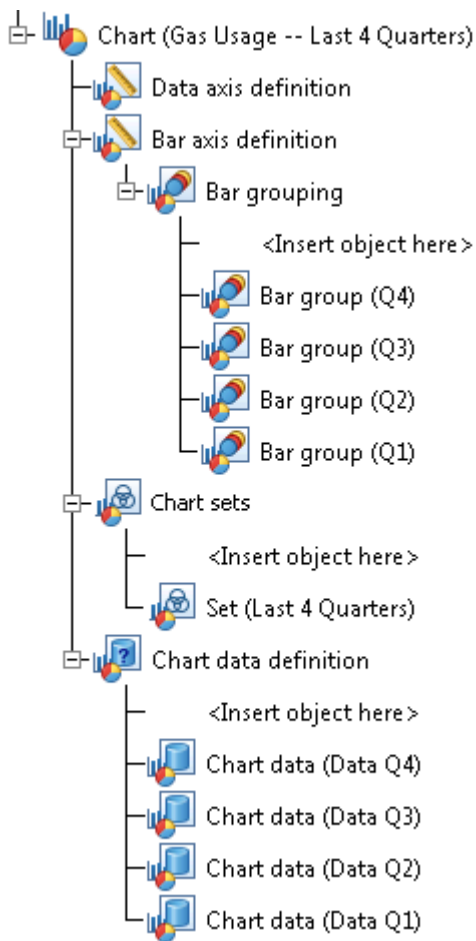 Chart (Gas Usage -- Last 4 Quarters)
Data axis definition
Bar axis definition
Bar grouping
<Insert object here>
Bar group (Q4)
Bar group (Q3)
Bar group (Q2)
Bar group (Q1)
Chart sets
<Insert object here>
Set (Last 4 Quarters)
Chart data definition
<Insert object here>
Chart data (Data Q4)
Chart data (Data Q3)
Chart data (Data Q2)
Chart data (Data Q1)